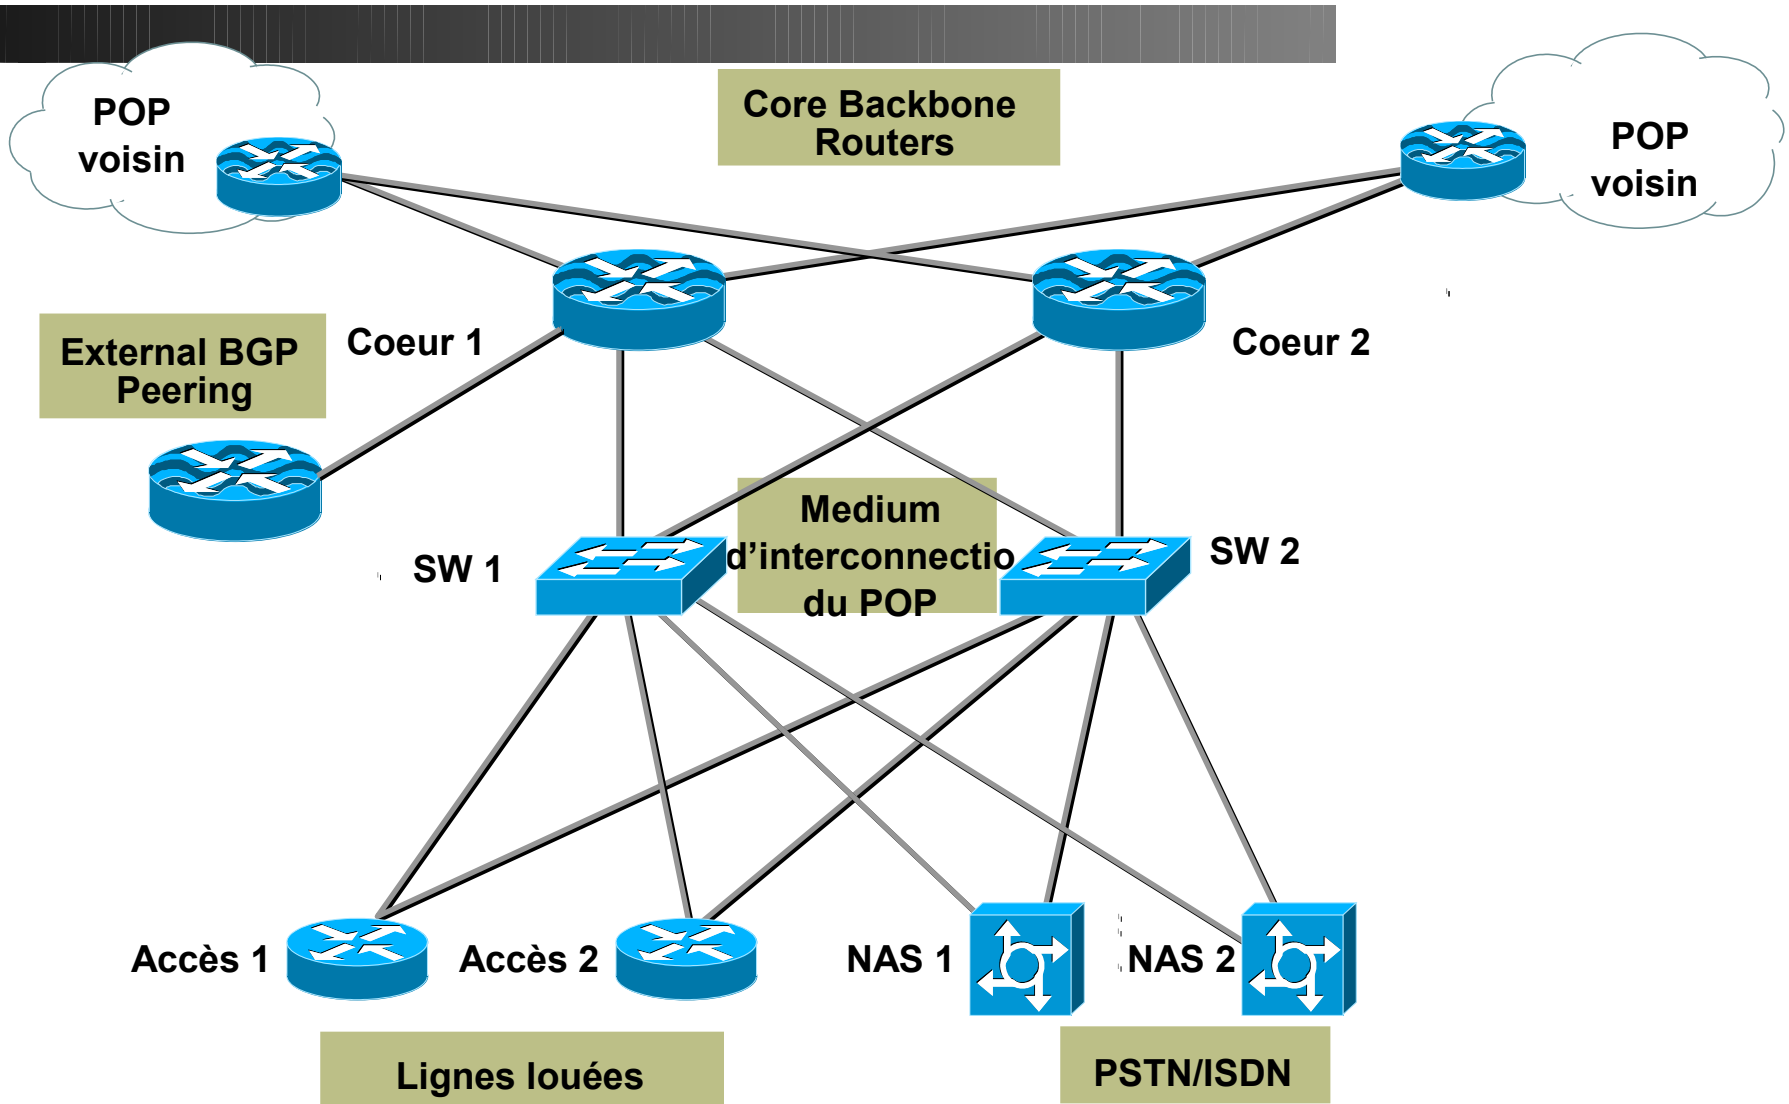 POP
voisin
Core Backbone
Routers
POP
voisin
External BGP
Peering
Coeur 1
Coeur 2
Medium
d’interconnectio
du POP
SW 1
SW 2
Accès 1
Accès 2
NAS 1
NAS 2
Lignes louées
PSTN/ISDN